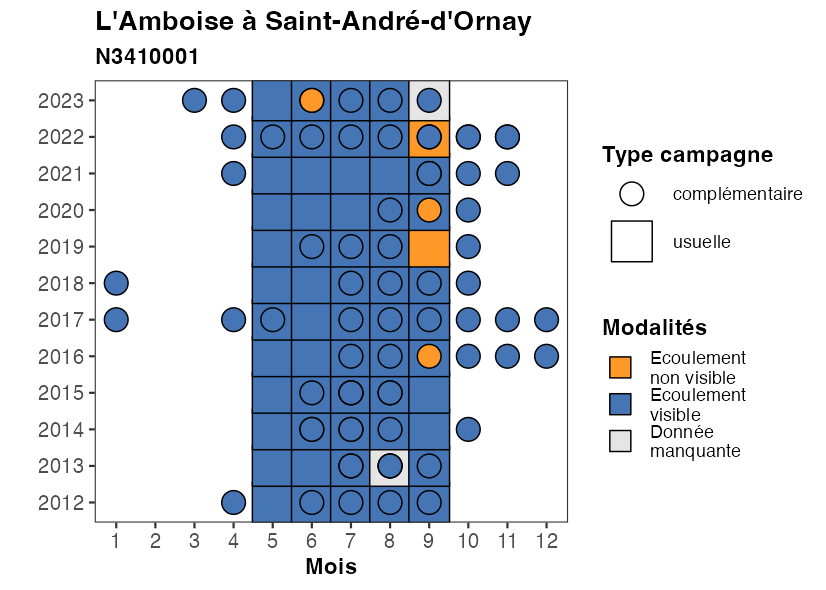 L'Amboise à Saint-André-d'Ornay
N3410001
2023
2022
2021
2020
2019
2018
2017
2016
2015
2014
2013
2012
1 2 3 4 5 6 7 8 9 10 11 12
Mois
Type campagne
complémentaire
usuelle
Modalités
Ecoulement
non visible
Ecoulement
visible
Donnée
manquante